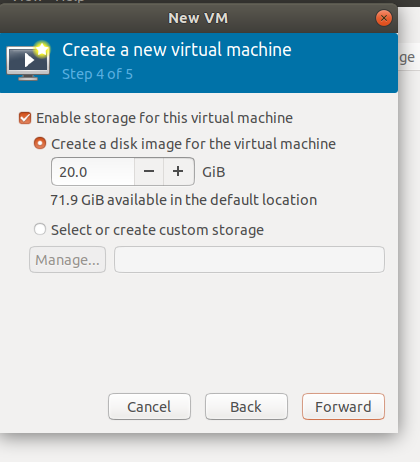 New VM
Create a new virtual machine
Step 4 of 5
ge
Enable storage for this virtual machine
Create a disk image for the virtual machine
20.0 − + GiB
71.9 GiB available in the default location
Select or create custom storage
Manage...
Cancel Back Forward